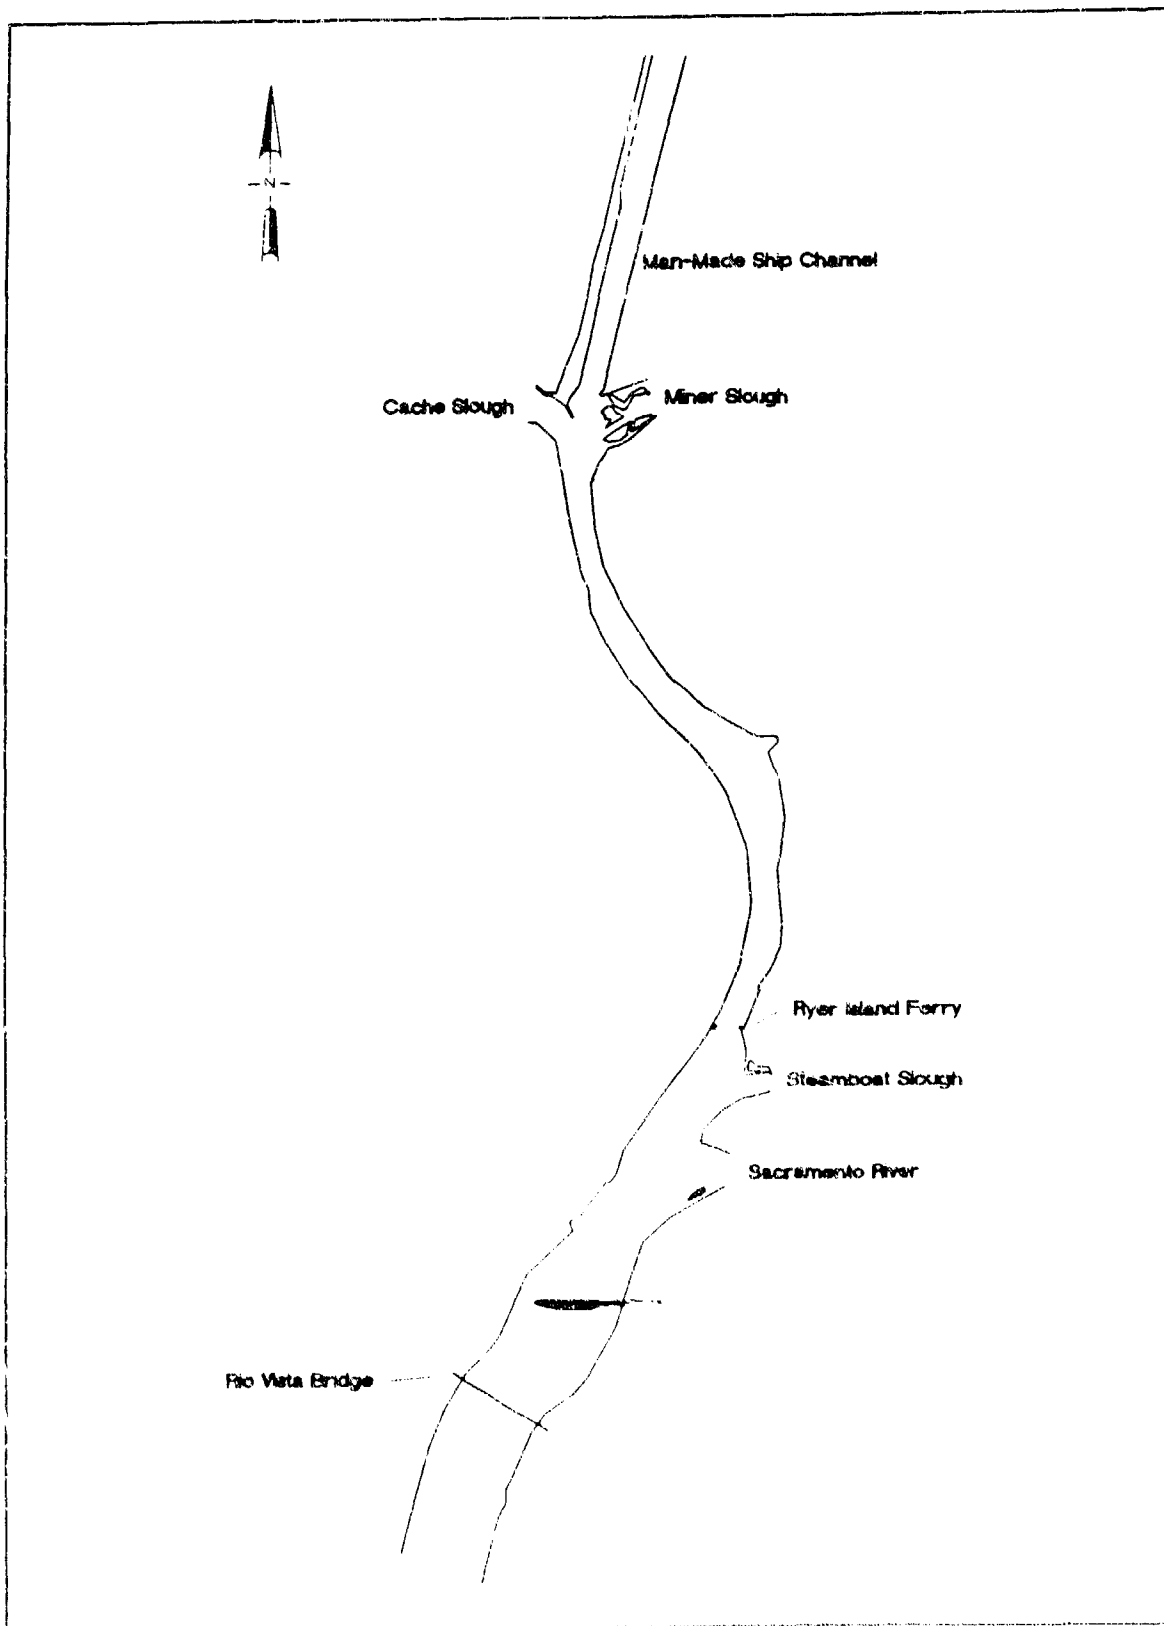 N
Man-Made Ship Channel
Cache Slough
Miner Slough
Ryer Island Ferry
Steamboat Slough
Sacramento River
Rio Vista Bridge